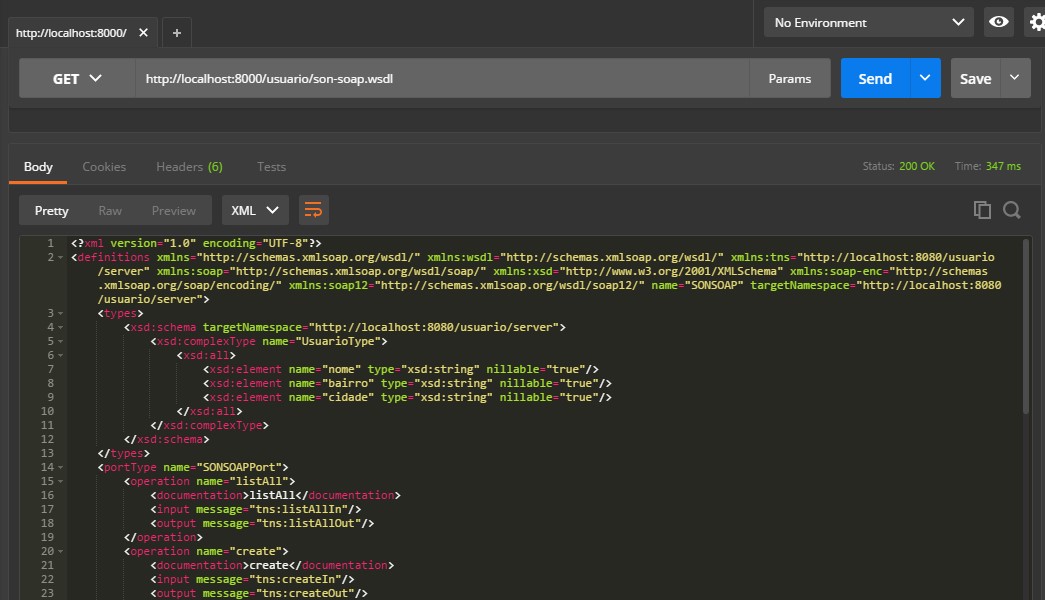 http://localhost:8000/
No Environment
GET
http://localhost:8000/usuario/son-soap.wsdl
Params
Send
Save
Body
Cookies
Headers (6)
Tests
Status: 200 OK
Time: 347 ms
Pretty
Raw
Preview
XML
1 <?xml version="1.0" encoding="UTF-8"?>
2 <definitions xmlns="http://schemas.xmlsoap.org/wsdl/" xmlns:wsdl="http://schemas.xmlsoap.org/wsdl/" xmlns:tns="http://localhost:8080/usuario
/server" xmlns:soap="http://schemas.xmlsoap.org/wsdl/soap/" xmlns:xsd="http://www.w3.org/2001/XMLSchema" xmlns:soap-enc="http://schemas
.xmlsoap.org/soap/encoding/" xmlns:soap12="http://schemas.xmlsoap.org/wsdl/soap12/" name="SONSOAP" targetNamespace="http://localhost:8080
/usuario/server">
3 <types>
4 <xsd:schema targetNamespace="http://localhost:8080/usuario/server">
5 <xsd:complexType name="UsuarioType">
6 <xsd:all>
7 <xsd:element name="nome" type="xsd:string" nillable="true"/>
8 <xsd:element name="bairro" type="xsd:string" nillable="true"/>
9 <xsd:element name="cidade" type="xsd:string" nillable="true"/>
10 </xsd:all>
11 </xsd:complexType>
12 </xsd:schema>
13 </types>
14 <portType name="SONSOAPPort">
15 <operation name="listAll">
16 <documentation>listAll</documentation>
17 <input message="tns:listAllIn"/>
18 <output message="tns:listAllOut"/>
19 </operation>
20 <operation name="create">
21 <documentation>create</documentation>
22 <input message="tns:createIn"/>
23 <output message="tns:createOut"/>